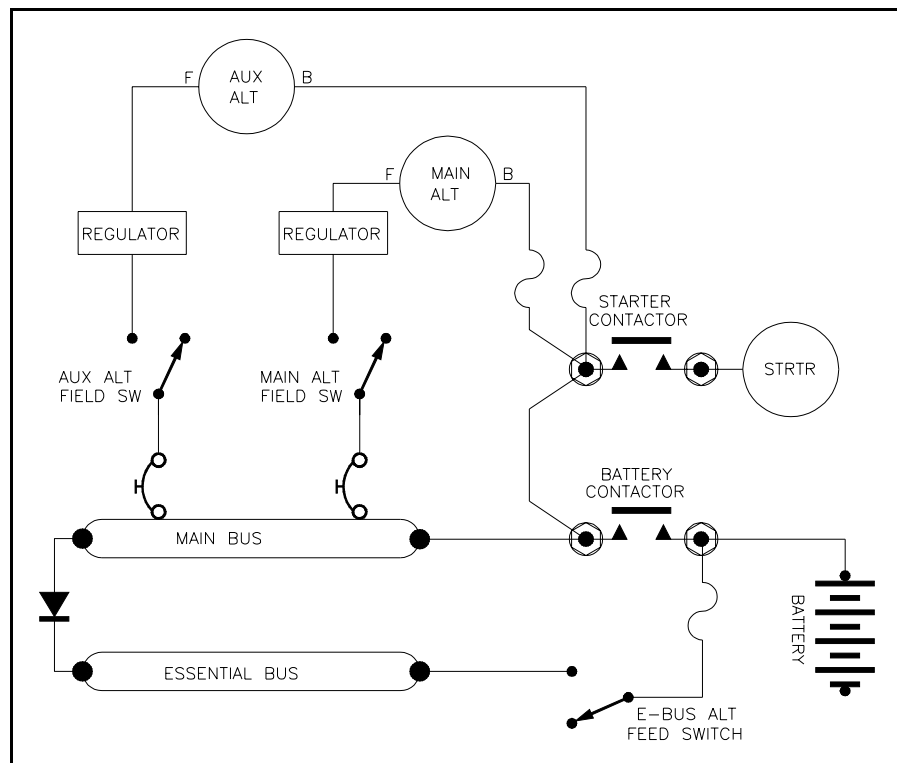 AUX
ALT
F
B
MAIN
ALT
F
B
REGULATOR
REGULATOR
STARTER
CONTACTOR
AUX ALT
FIELD SW
MAIN ALT
FIELD SW
STRTR
BATTERY
CONTACTOR
MAIN BUS
BATTERY
ESSENTIAL BUS
E-BUS ALT
FEED SWITCH